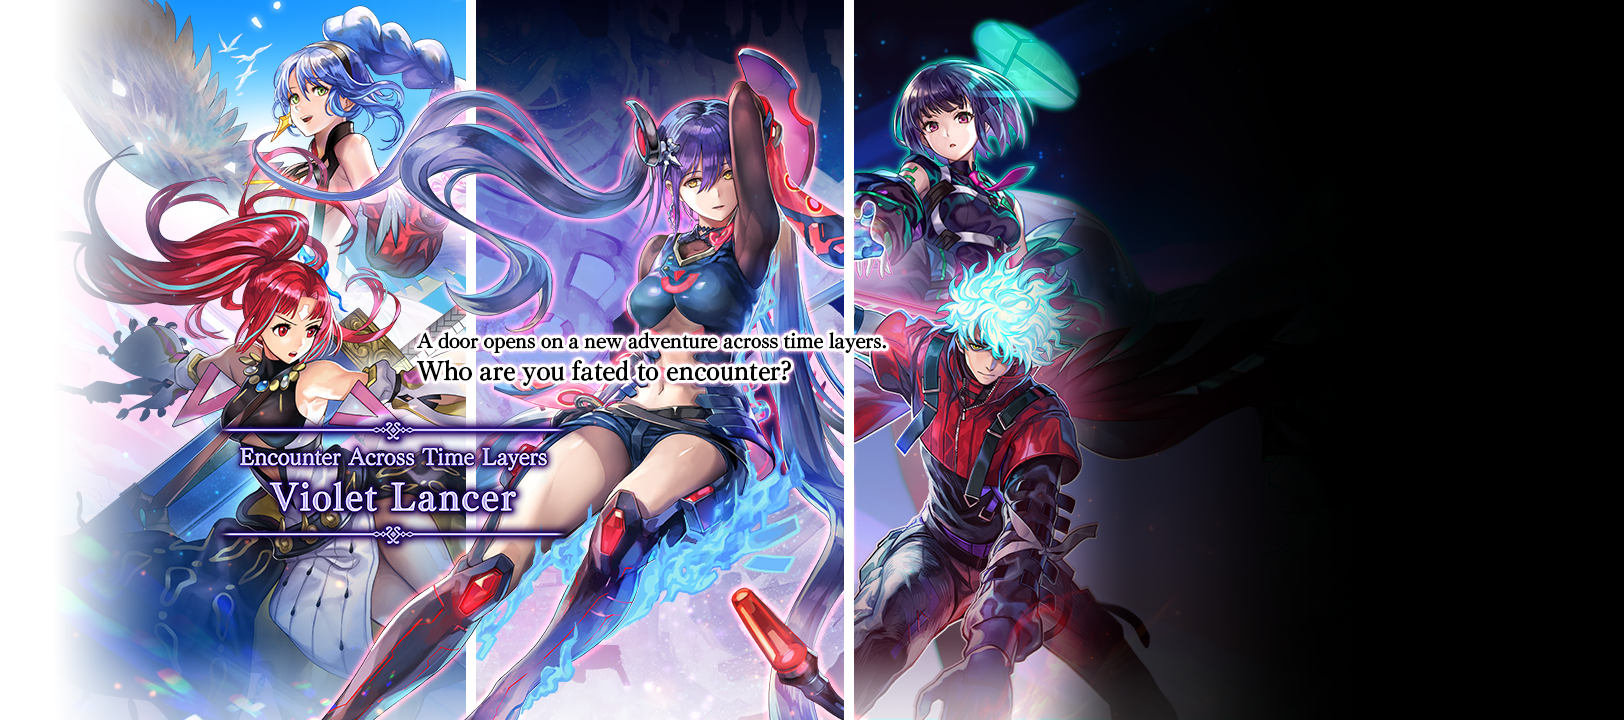 A door opens on a new adventure across time layers.
Who are you fated to encounter?
Encounter Across Time Layers
Violet Lancer